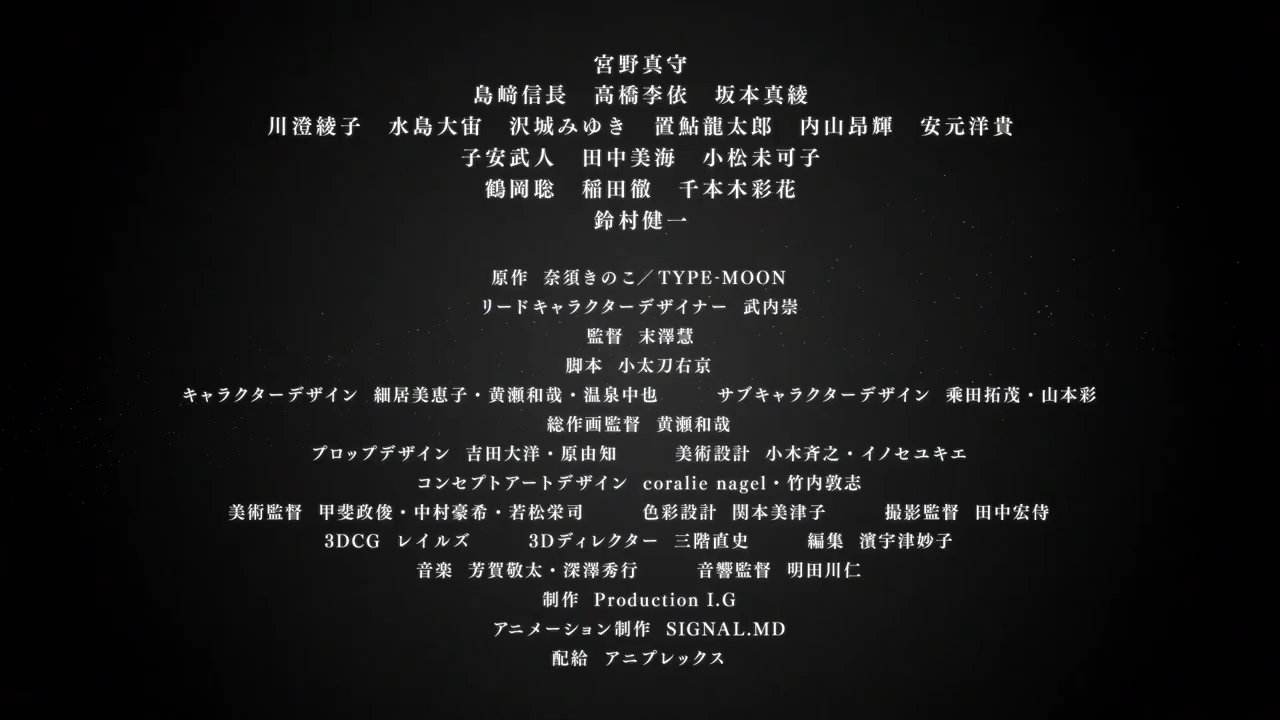 宮野真守
島﨑信長　高橋李依　坂本真綾
川澄綾子　水島大宙　沢城みゆき　置鮎龍太郎　内山昂輝　安元洋貴
子安武人　田中美海　小松未可子
鶴岡聡　稲田徹　千本木彩花
鈴村健一
原作　奈須きのこ／TYPE-MOON
リードキャラクターデザイナー　武内崇
監督　末澤慧
脚本　小太刀右京
キャラクターデザイン　細居美恵子・黄瀬和哉・温泉中也　　サブキャラクターデザイン　乘田拓茂・山本彩
総作画監督　黄瀬和哉
プロップデザイン　吉田大洋・原由知　　美術設計　小木斉之・イノセユキエ
コンセプトアートデザイン　coralie nagel・竹内敦志
美術監督　甲斐政俊・中村豪希・若松栄司　　色彩設計　関本美津子　　撮影監督　田中宏侍
3DCG　レイルズ　　3Dディレクター　三階直史　　編集　濱宇津妙子
音楽　芳賀敬太・深澤秀行　　音響監督　明田川仁
制作　Production I.G
アニメーション制作　SIGNAL.MD
配給　アニプレックス